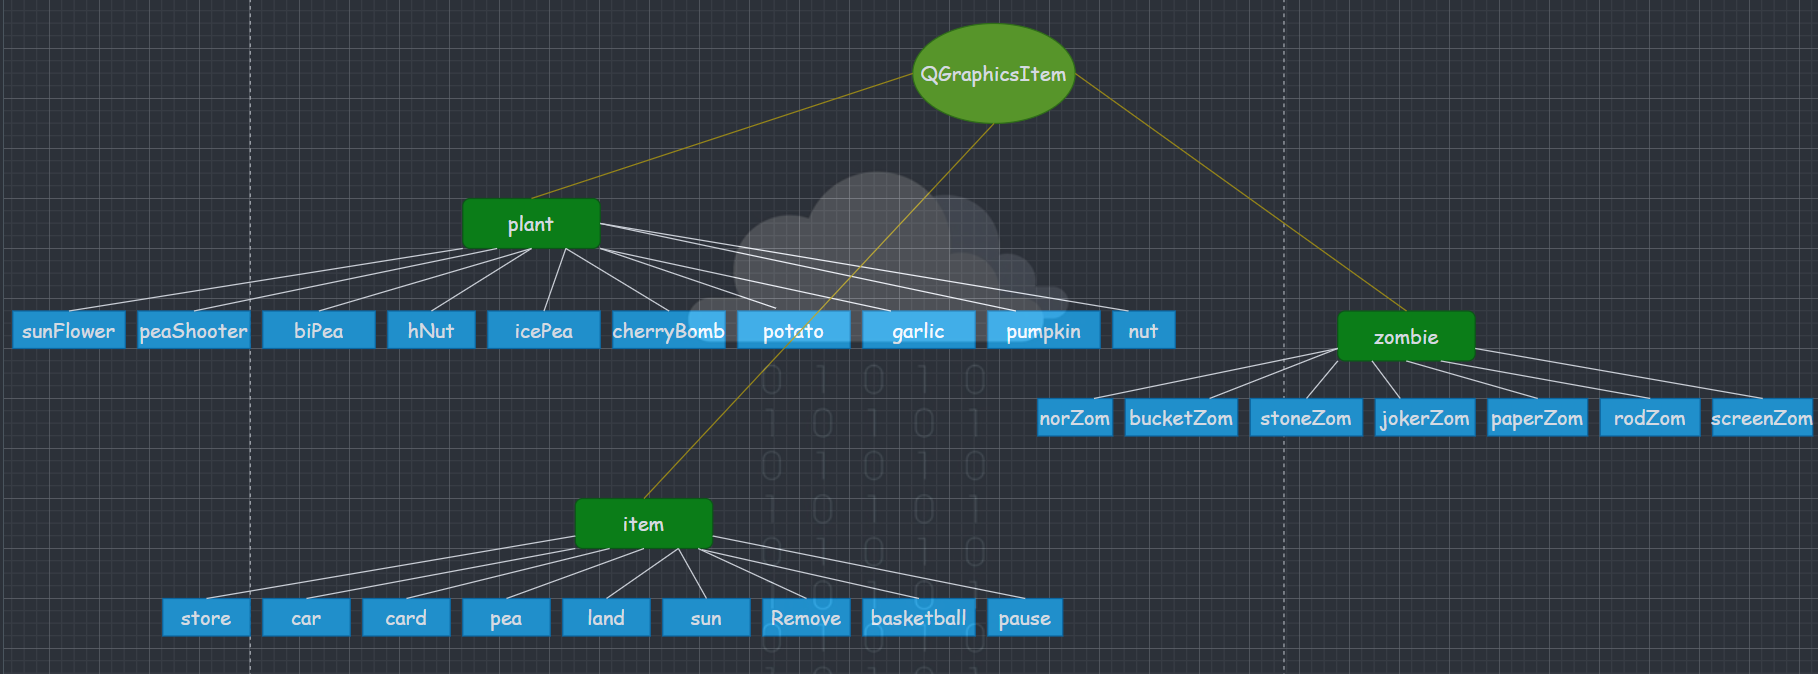 QGraphicsItem
plant
sunFlower peaShooter biPea hNut icePea cherryBomb potato garlic pumpkin nut
zombie
norZom bucketZom stoneZom jokerZom paperZom rodZom screenZom
item
store car card pea land sun Remove basketball pause